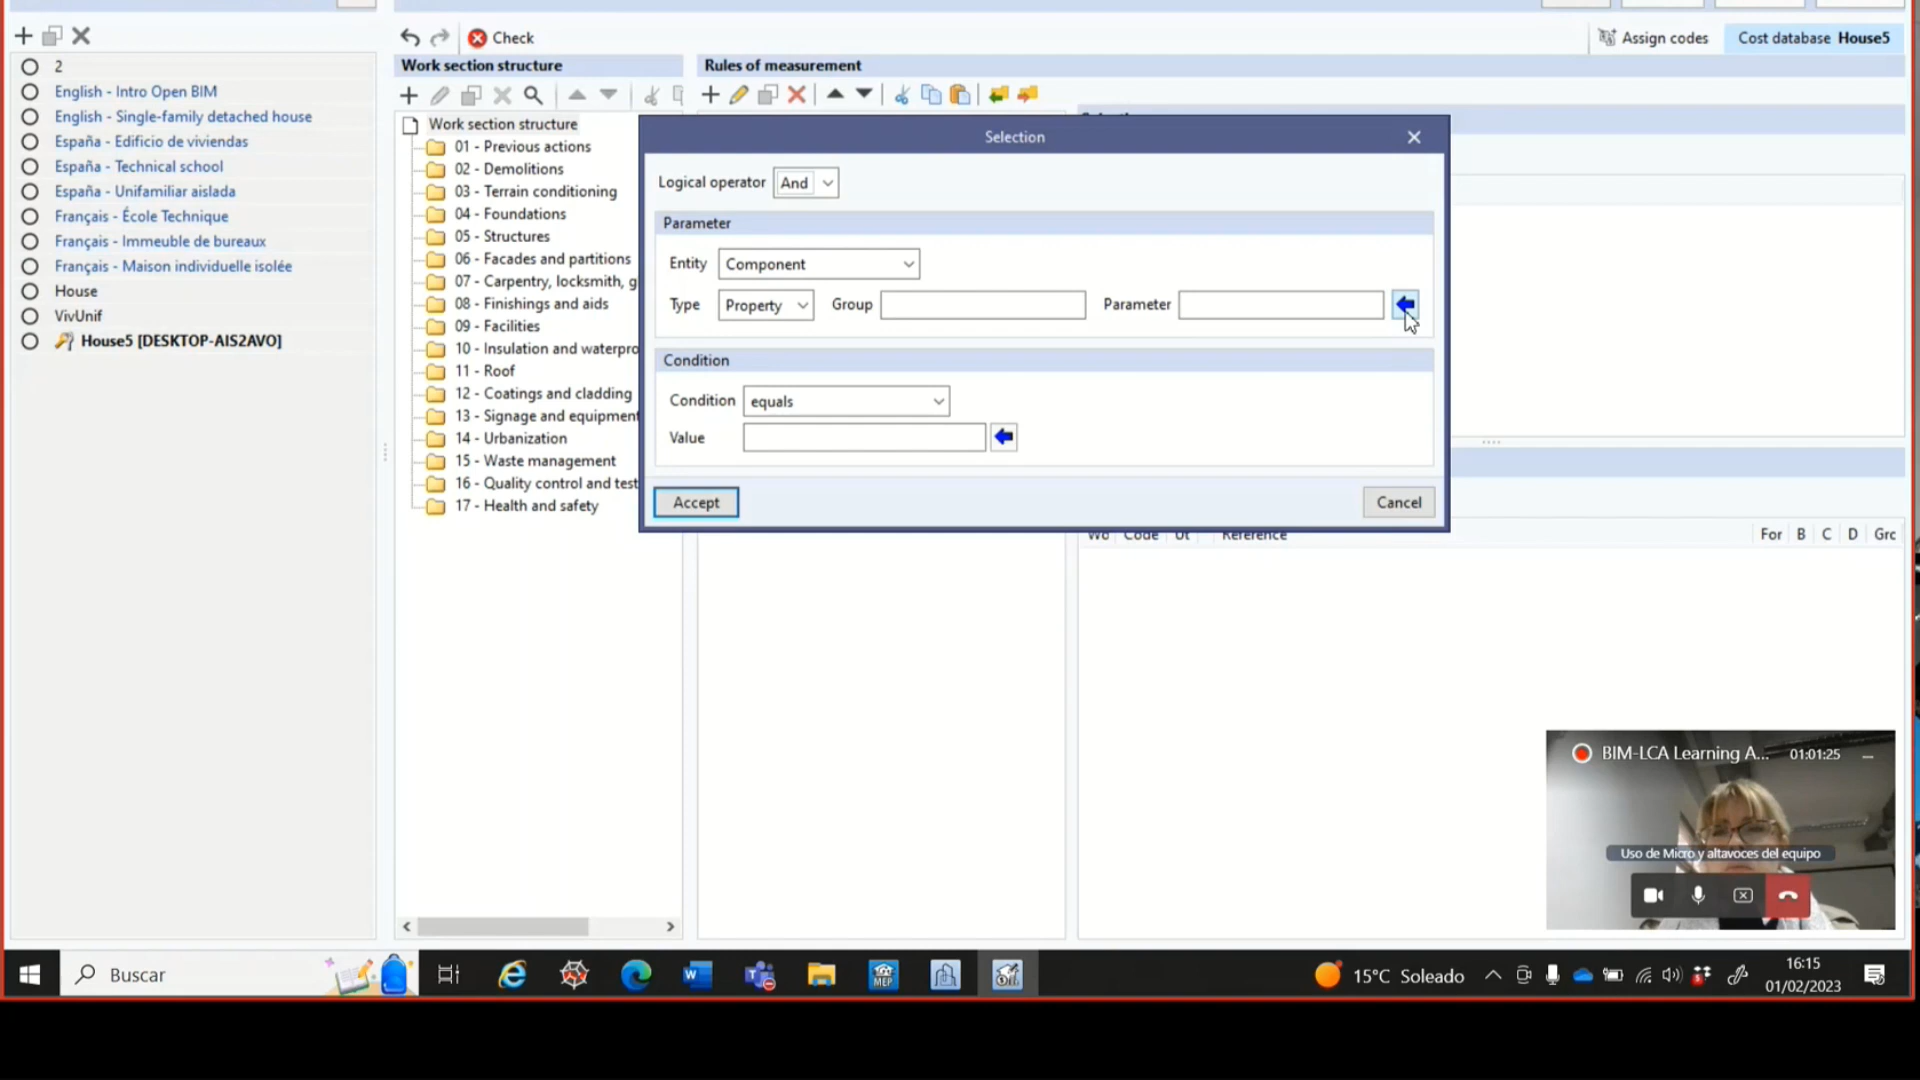 Check
Assign codes
Cost database House5
2
English - Intro Open BIM
English - Single-family detached house
España - Edificio de viviendas
España - Technical school
España - Unifamiliar aislada
Français - École Technique
Français - Immeuble de bureaux
Français - Maison individuelle isolée
House
VivUnif
House5 [DESKTOP-AIS2AVO]
Work section structure
Work section structure
01 - Previous actions
02 - Demolitions
03 - Terrain conditioning
04 - Foundations
05 - Structures
06 - Facades and partitions
07 - Carpentry, locksmith, g
08 - Finishings and aids
09 - Facilities
10 - Insulation and waterpro
11 - Roof
12 - Coatings and cladding
13 - Signage and equipment
14 - Urbanization
15 - Waste management
16 - Quality control and test
17 - Health and safety
Rules of measurement
Selection
Logical operator And
Parameter
Entity Component
Type Property Group Parameter
Condition
Condition equals
Value
Accept Cancel
Code Ut Reference For B C D Grc
BIM-LCA Learning A... 01:01:25
Uso de Micro y altavoces del equipo
Buscar
15°C Soleado
16:15
01/02/2023